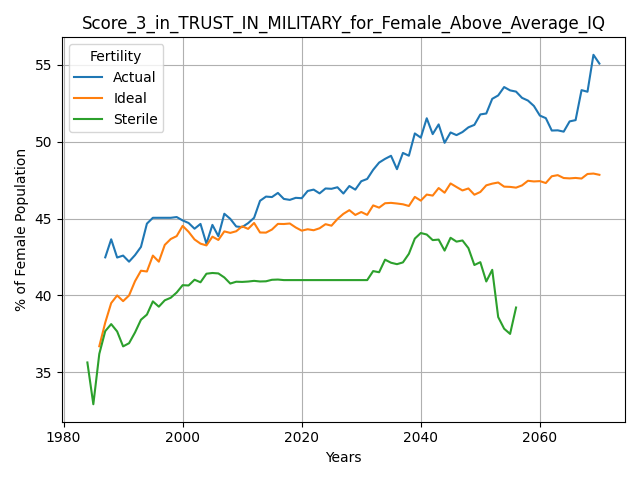 Score_3_in_TRUST_IN_MILITARY_for_Female_Above_Average_IQ
Fertility
Actual
Ideal
Sterile
% of Female Population
55
50
45
40
35
1980
2000
2020
2040
2060
Years